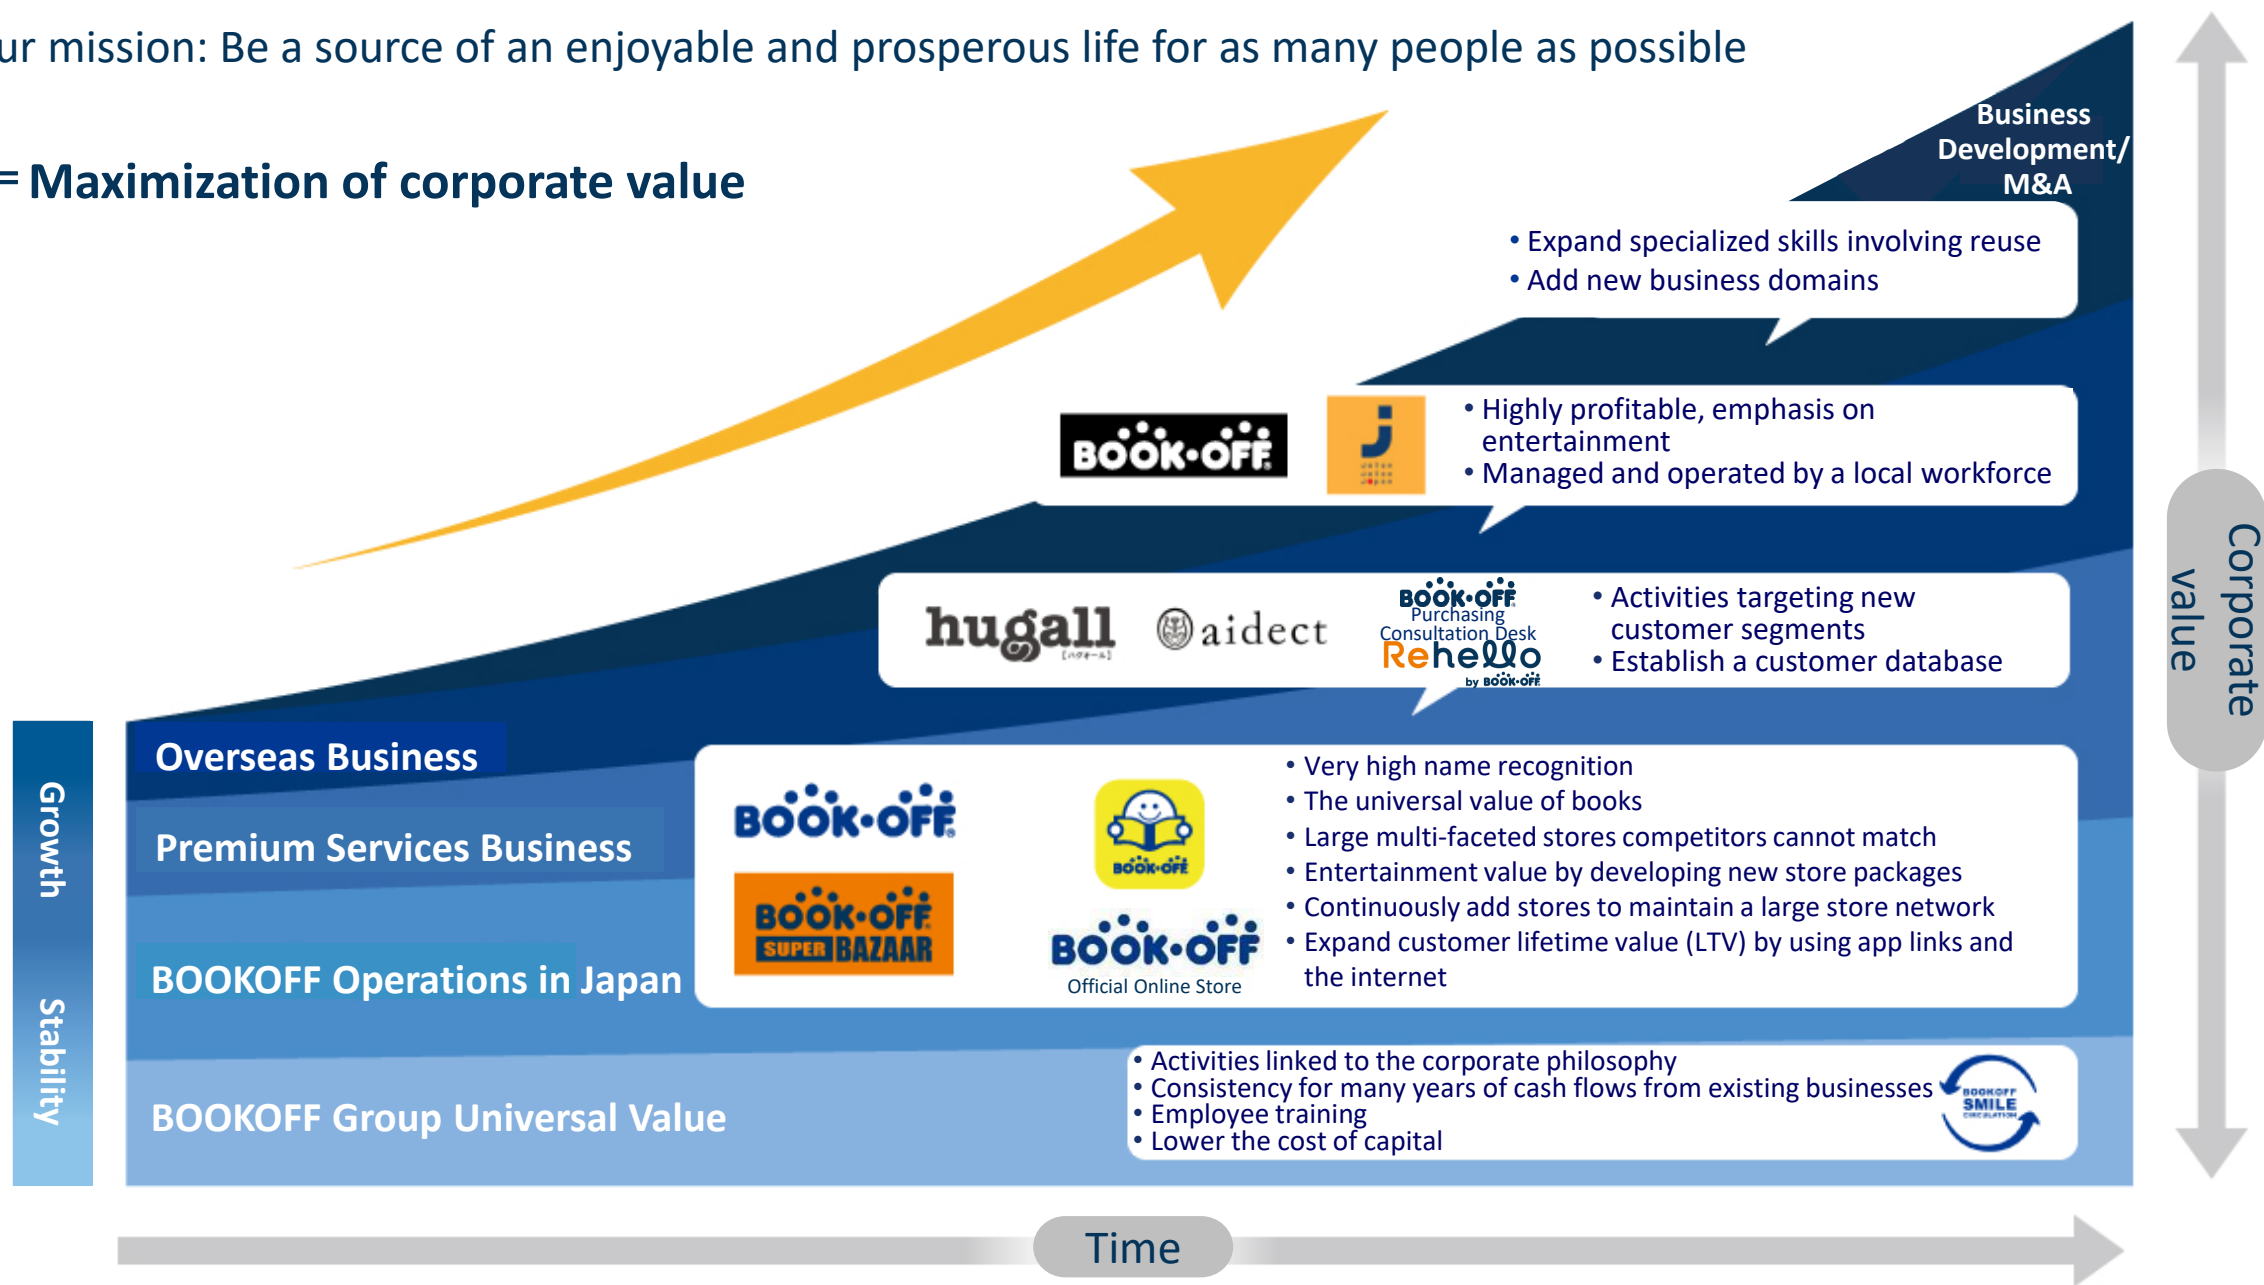 ur mission: Be a source of an enjoyable and prosperous life for as many people as possible
= Maximization of corporate value
Business
Development/
M&A
• Expand specialized skills involving reuse
• Add new business domains
BOOK•OFF
J
• Highly profitable, emphasis on
entertainment
• Managed and operated by a local workforce
hugall
[ハグオール]
aidect
BOOK•OFF
Purchasing
Consultation Desk
Rehello
by BOOK•OFF
• Activities targeting new
customer segments
• Establish a customer database
Corporate
value
Growth
Stability
Overseas Business
Premium Services Business
BOOKOFF Operations in Japan
BOOK•OFF
BOOK•OFF
SUPER BAZAAR
BOOK•OFF
BOOK•OFF
Official Online Store
• Very high name recognition
• The universal value of books
• Large multi-faceted stores competitors cannot match
• Entertainment value by developing new store packages
• Continuously add stores to maintain a large store network
• Expand customer lifetime value (LTV) by using app links and
the internet
BOOKOFF Group Universal Value
• Activities linked to the corporate philosophy
• Consistency for many years of cash flows from existing businesses
• Employee training
• Lower the cost of capital
BOOKOFF
SMILE
CIRCULATION
Time